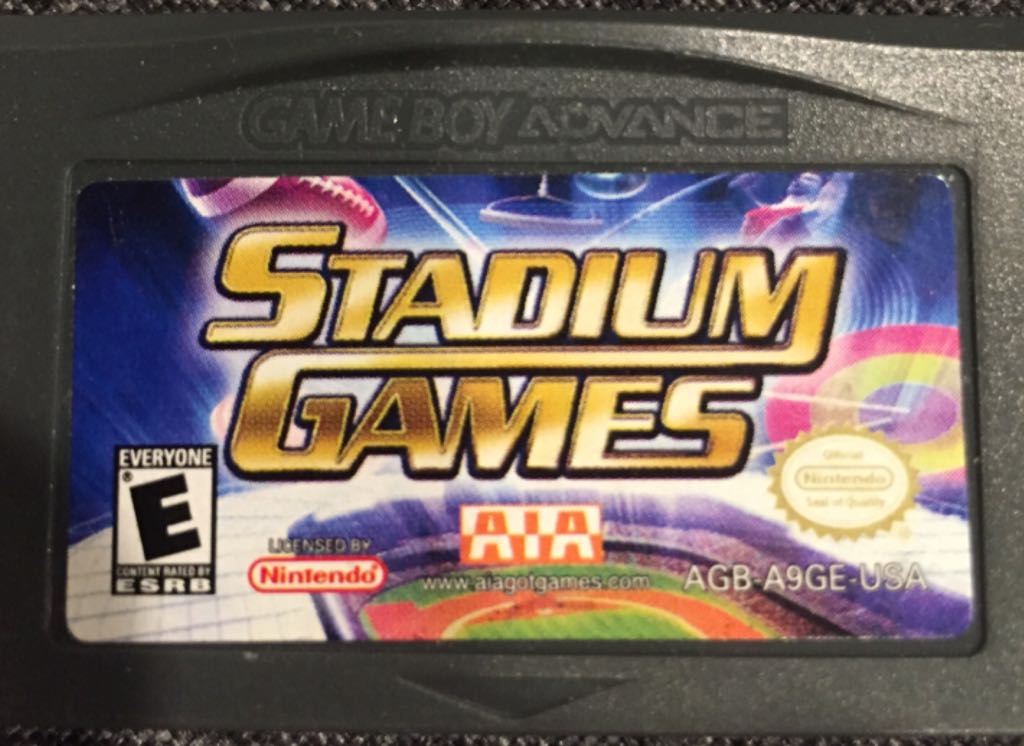 GAME BOY ADVANCE
STADIUM
GAMES
EVERYONE
E
CONTENT RATED BY
ESRB
LICENSED BY
Nintendo
AIA
www.aiagofgames.com
Official
Nintendo
Seal of Quality
AGB-A9GE-USA